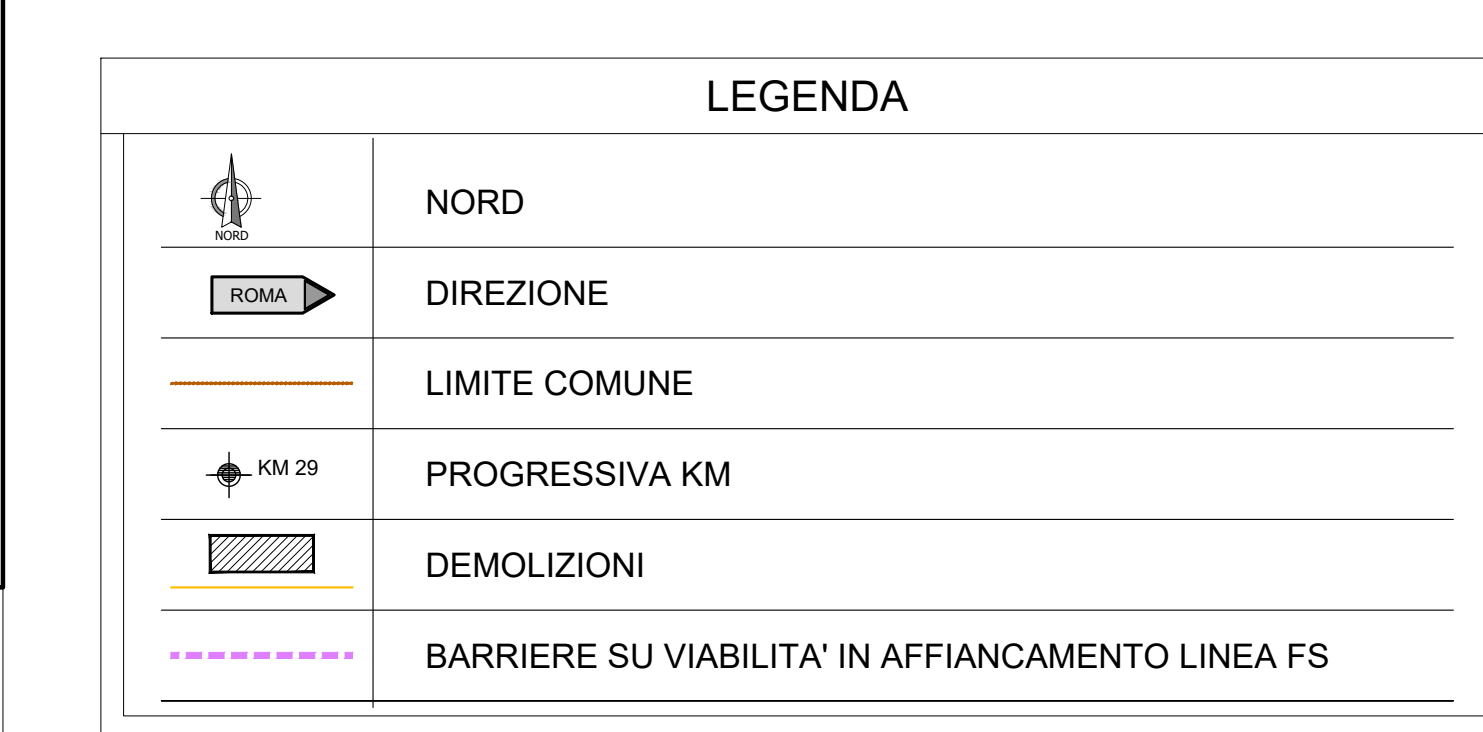 LEGENDA
NORD
NORD
ROMA
DIREZIONE
LIMITE COMUNE
KM 29
PROGRESSIVA KM
DEMOLIZIONI
BARRIERE SU VIABILITA' IN AFFIANCAMENTO LINEA FS